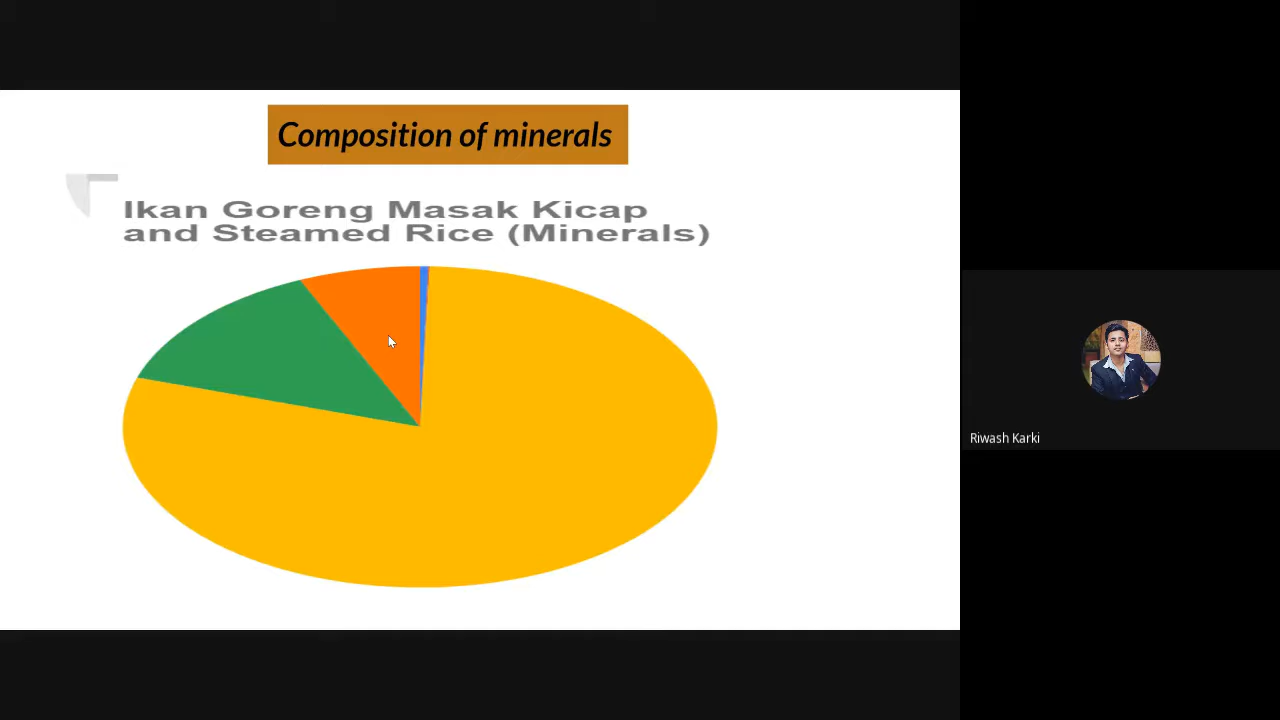 Composition of minerals
Ikan Goreng Masak Kicap
and Steamed Rice (Minerals)
Riwash Karki